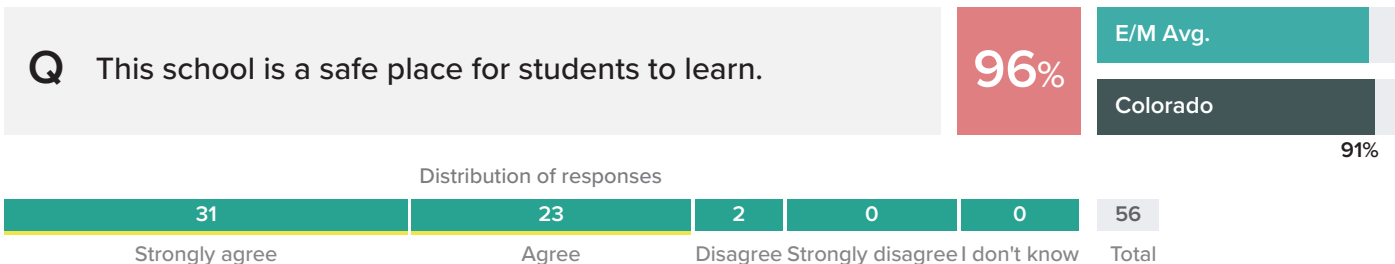 Q This school is a safe place for students to learn.
96%
E/M Avg.
Colorado
91%
Distribution of responses
31 23 2 0 0 56
Strongly agree Agree Disagree Strongly disagree I don't know Total